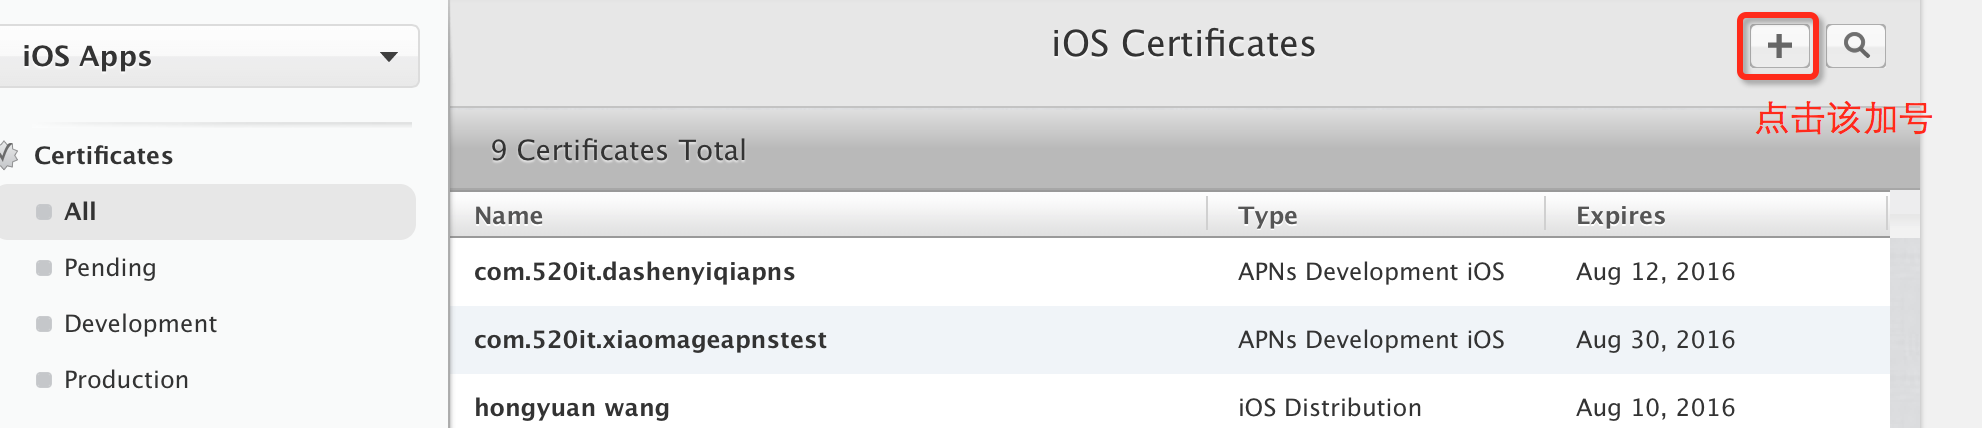 iOS Apps
iOS Certificates
点击该加号
Certificates
9 Certificates Total
All
Pending
Development
Production
Name Type Expires
com.520it.dashenyiqiapns APNs Development iOS Aug 12, 2016
com.520it.xiaomageapnstest APNs Development iOS Aug 30, 2016
hongyuan wang iOS Distribution Aug 10, 2016